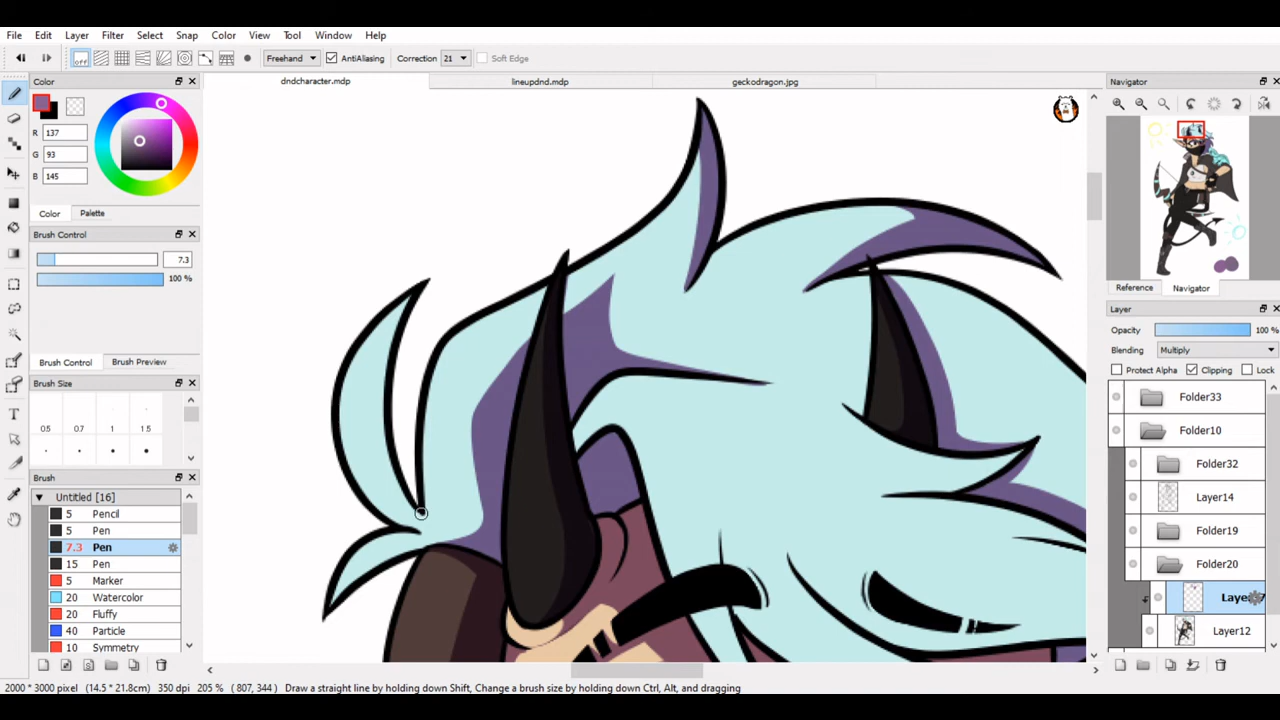 File Edit Layer Filter Select Snap Color View Tool Window Help
off Freehand AntiAliasing Correction 21 Soft Edge
Color dndcharacter.mdp lineupdnd.mdp geckodragon.jpg Navigator
R 137
G 93
B 145
Color Palette
Brush Control
7.3
100 %
Brush Control Brush Preview
Brush Size
0.5 0.7 1 1.5
Brush
Untitled [16]
5 Pencil
5 Pen
7.3 Pen
15 Pen
5 Marker
20 Watercolor
20 Fluffy
40 Particle
10 Symmetry
Reference Navigator
Layer
Opacity 100 %
Blending Multiply
Protect Alpha Clipping Lock
Folder33
Folder10
Folder32
Layer14
Folder19
Folder20
Layer12
2000 * 3000 pixel (14.5 * 21.8cm) 350 dpi 205 % ( 807, 344 ) Draw a straight line by holding down Shift, Change a brush size by holding down Ctrl, Alt, and dragging